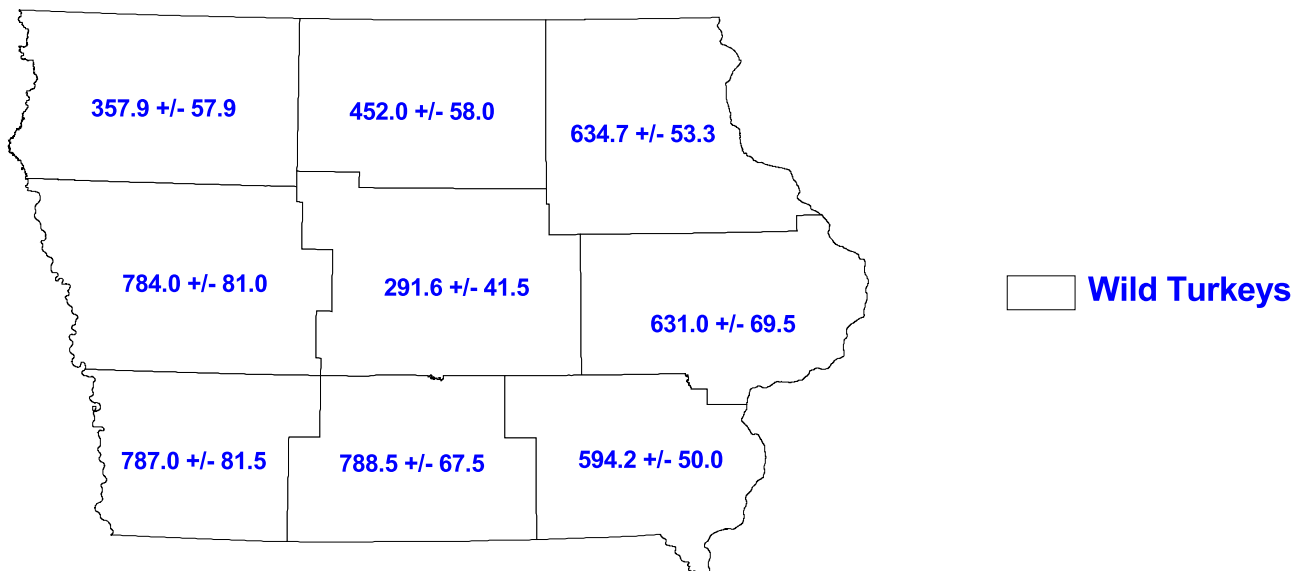 357.9 +/- 57.9
452.0 +/- 58.0
634.7 +/- 53.3
784.0 +/- 81.0
291.6 +/- 41.5
631.0 +/- 69.5
Wild Turkeys
787.0 +/- 81.5
788.5 +/- 67.5
594.2 +/- 50.0